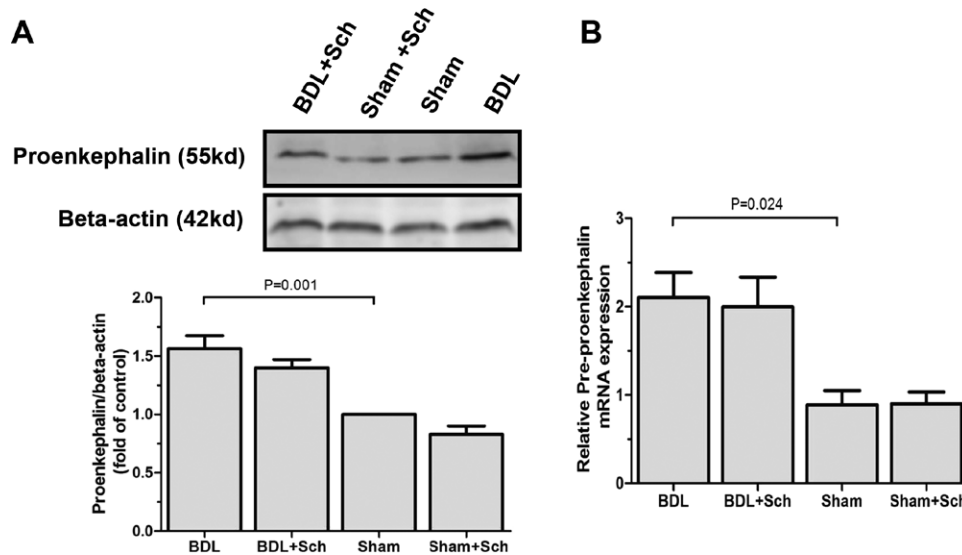 A
BDL+Sch
Sham +Sch
Sham
BDL
Proenkephalin (55kd)
Beta-actin (42kd)
Proenkephalin/beta-actin
(fold of control)
2.0
1.5
1.0
0.5
0.0
P=0.001
BDL
BDL+Sch
Sham
Sham+Sch
B
Relative Pre-proenkephalin
mRNA expression
3
2
1
0
P=0.024
BDL
BDL+Sch
Sham
Sham+Sch